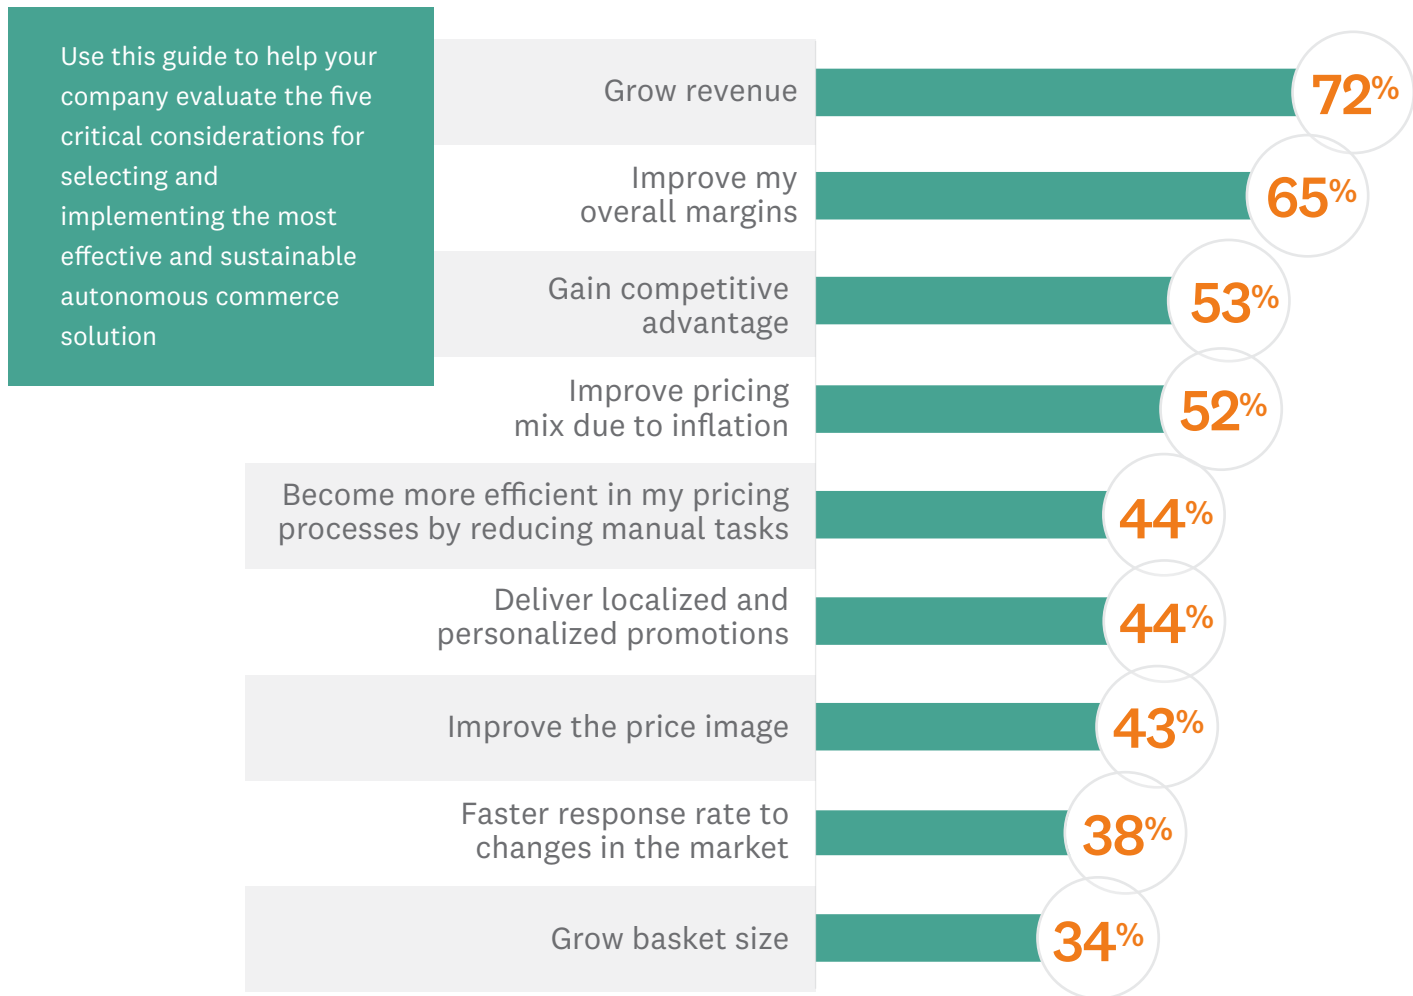 Use this guide to help your
company evaluate the five
critical considerations for
selecting and
implementing the most
effective and sustainable
autonomous commerce
solution
Grow revenue
72%
Improve my
overall margins
65%
Gain competitive
advantage
53%
Improve pricing
mix due to inflation
52%
Become more efficient in my pricing
processes by reducing manual tasks
44%
Deliver localized and
personalized promotions
44%
Improve the price image
43%
Faster response rate to
changes in the market
38%
Grow basket size
34%